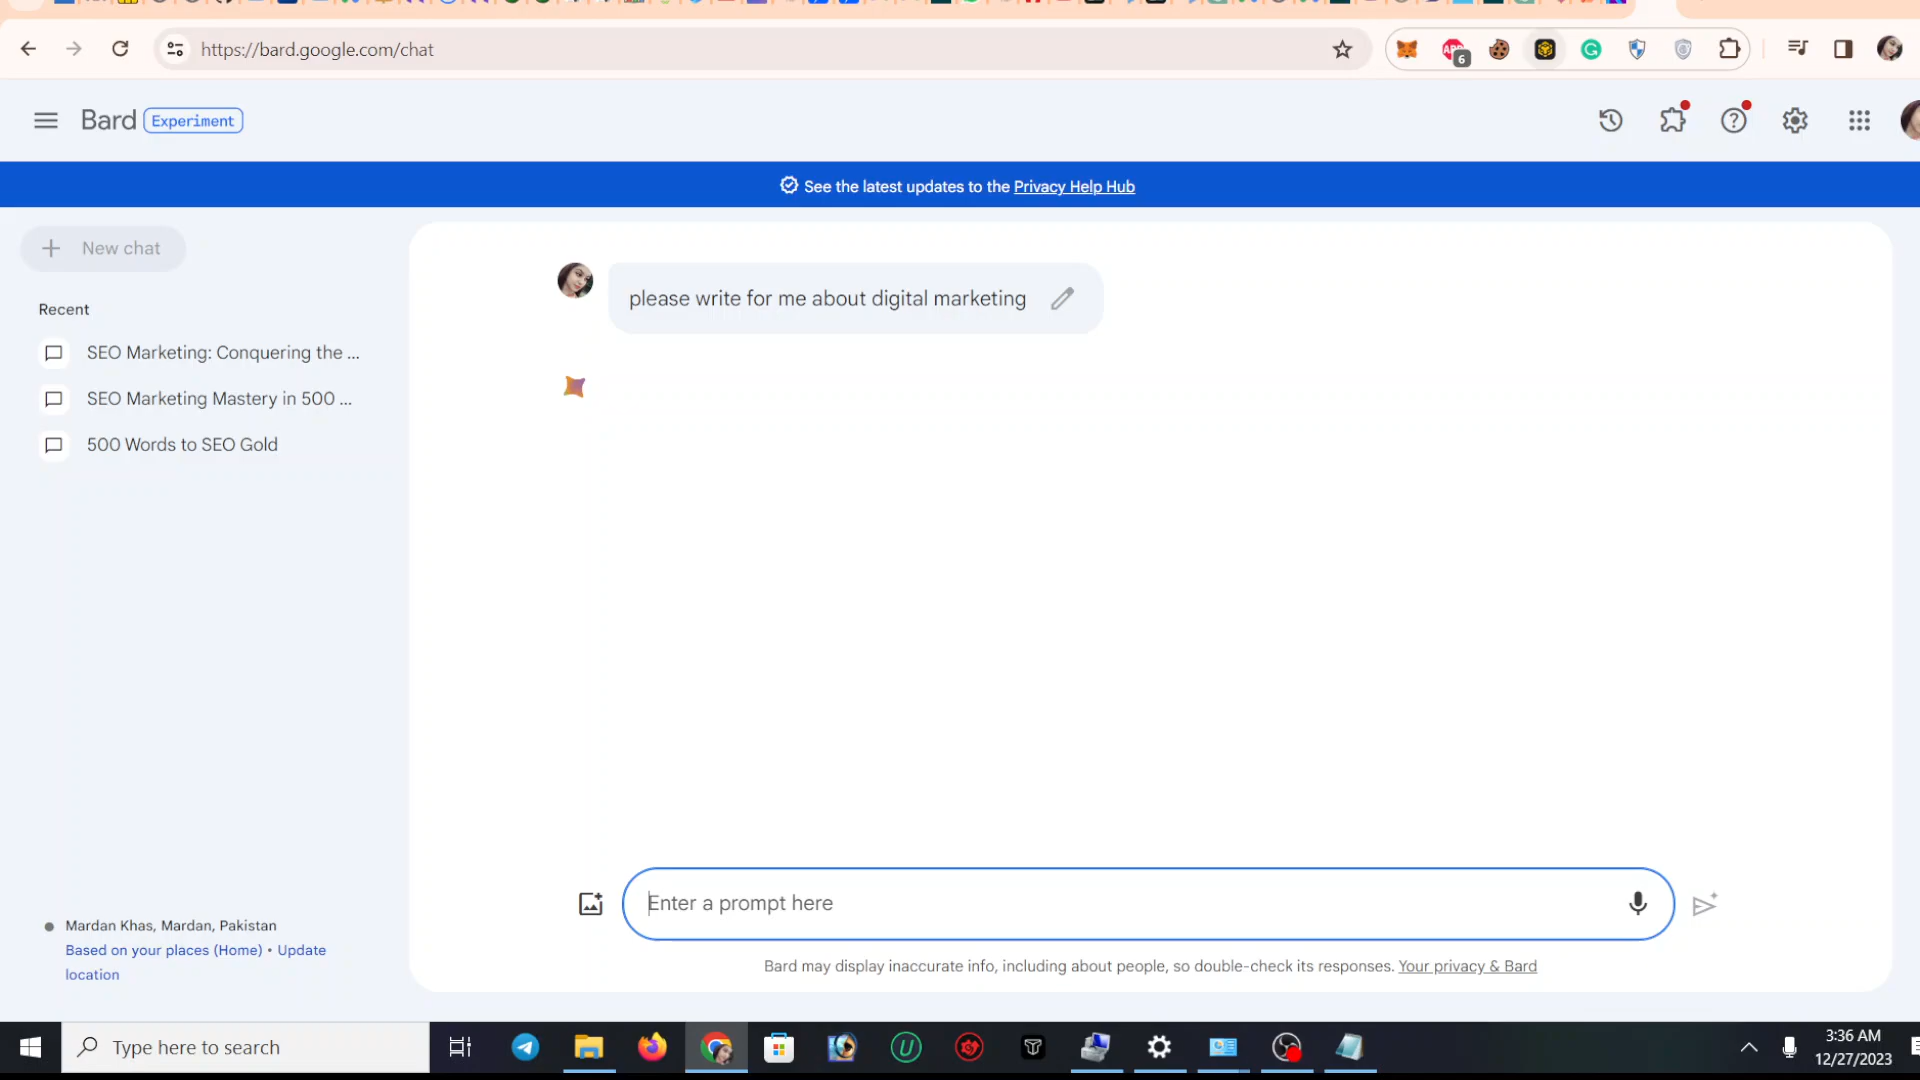 https://bard.google.com/chat
6
Bard Experiment
See the latest updates to the Privacy Help Hub
New chat
please write for me about digital marketing
Recent
SEO Marketing: Conquering the ...
SEO Marketing Mastery in 500 ...
500 Words to SEO Gold
Enter a prompt here
Mardan Khas, Mardan, Pakistan
Based on your places (Home) • Update
location
Bard may display inaccurate info, including about people, so double-check its responses. Your privacy & Bard
Type here to search
3:36 AM
12/27/2023